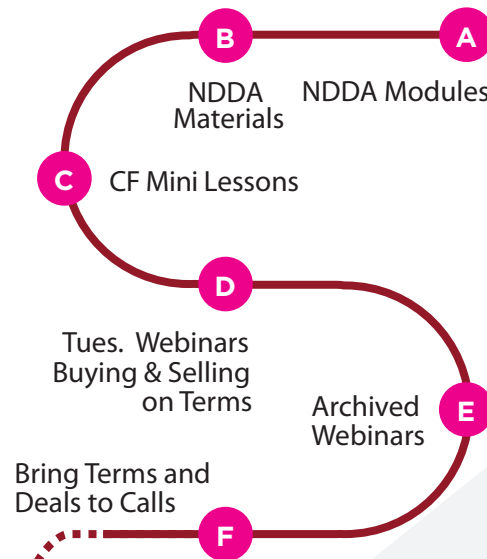 B
A
NDDA
Materials
NDDA Modules
C
CF Mini Lessons
D
Tues. Webinars
Buying & Selling
on Terms
E
Archived
Webinars
Bring Terms and
Deals to Calls
F